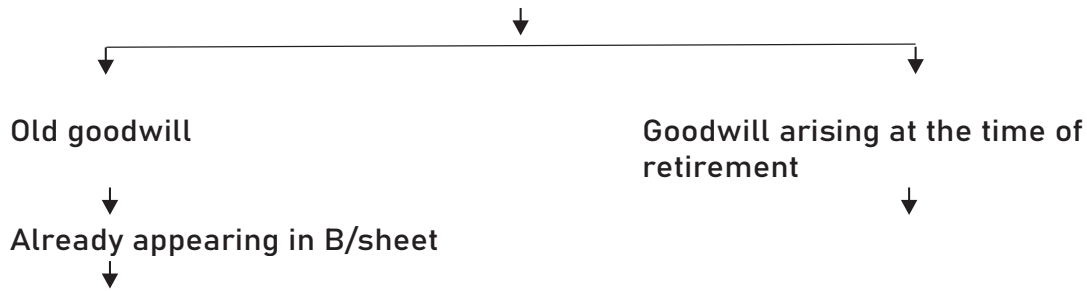 Old goodwill
Goodwill arising at the time of
retirement
Already appearing in B/sheet